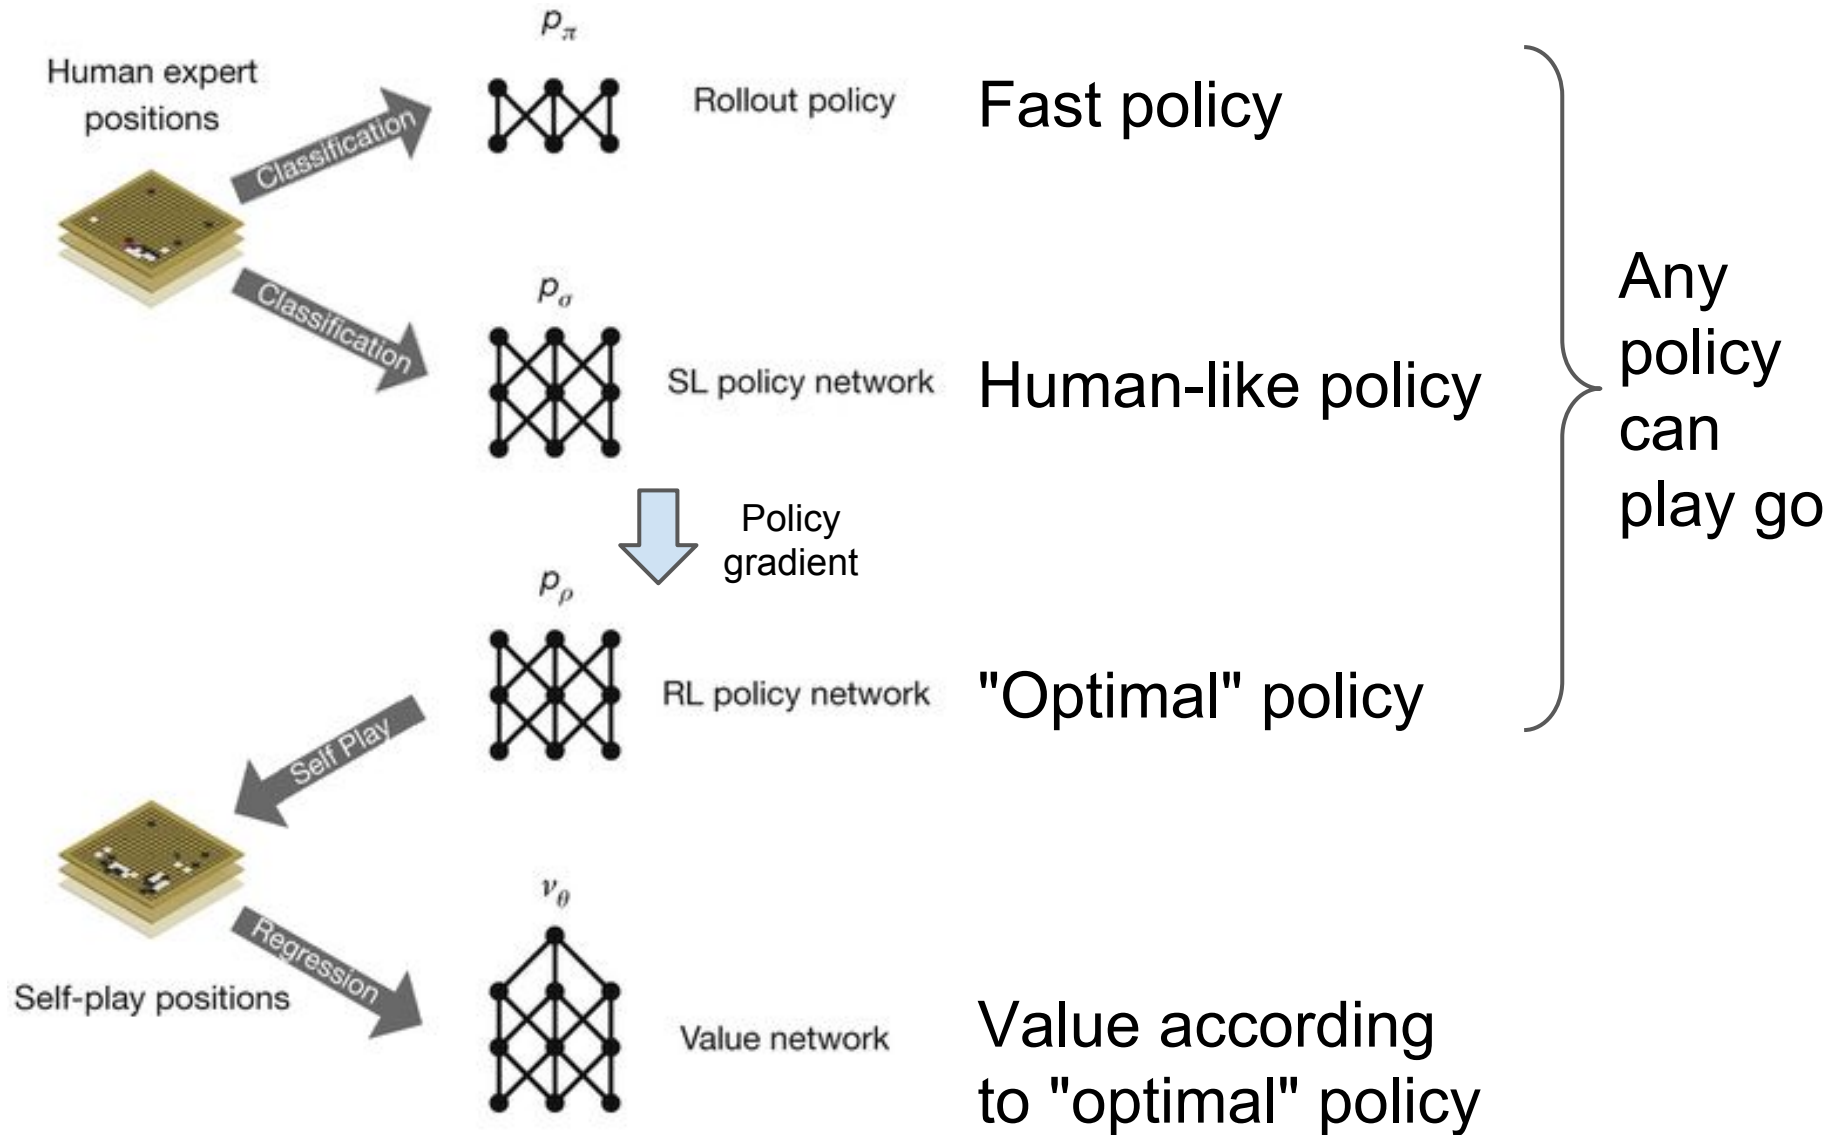 p_π
Human expert
positions
Classification
Rollout policy
Fast policy
Classification
p_σ
SL policy network
Human-like policy
Any
policy
can
play go
Policy
gradient
p_ρ
RL policy network
"Optimal" policy
Self Play
Self-play positions
Regression
ν_θ
Value network
Value according
to "optimal" policy